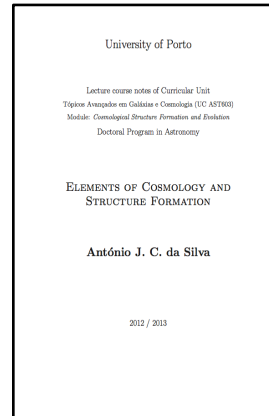 University of Porto
Lecture course notes of Curricular Unit
Tópicos Avançados em Galáxias e Cosmologia (UC AST603)
Module: Cosmological Structure Formation and Evolution
Doctoral Program in Astronomy
ELEMENTS OF COSMOLOGY AND
STRUCTURE FORMATION
António J. C. da Silva
2012 / 2013